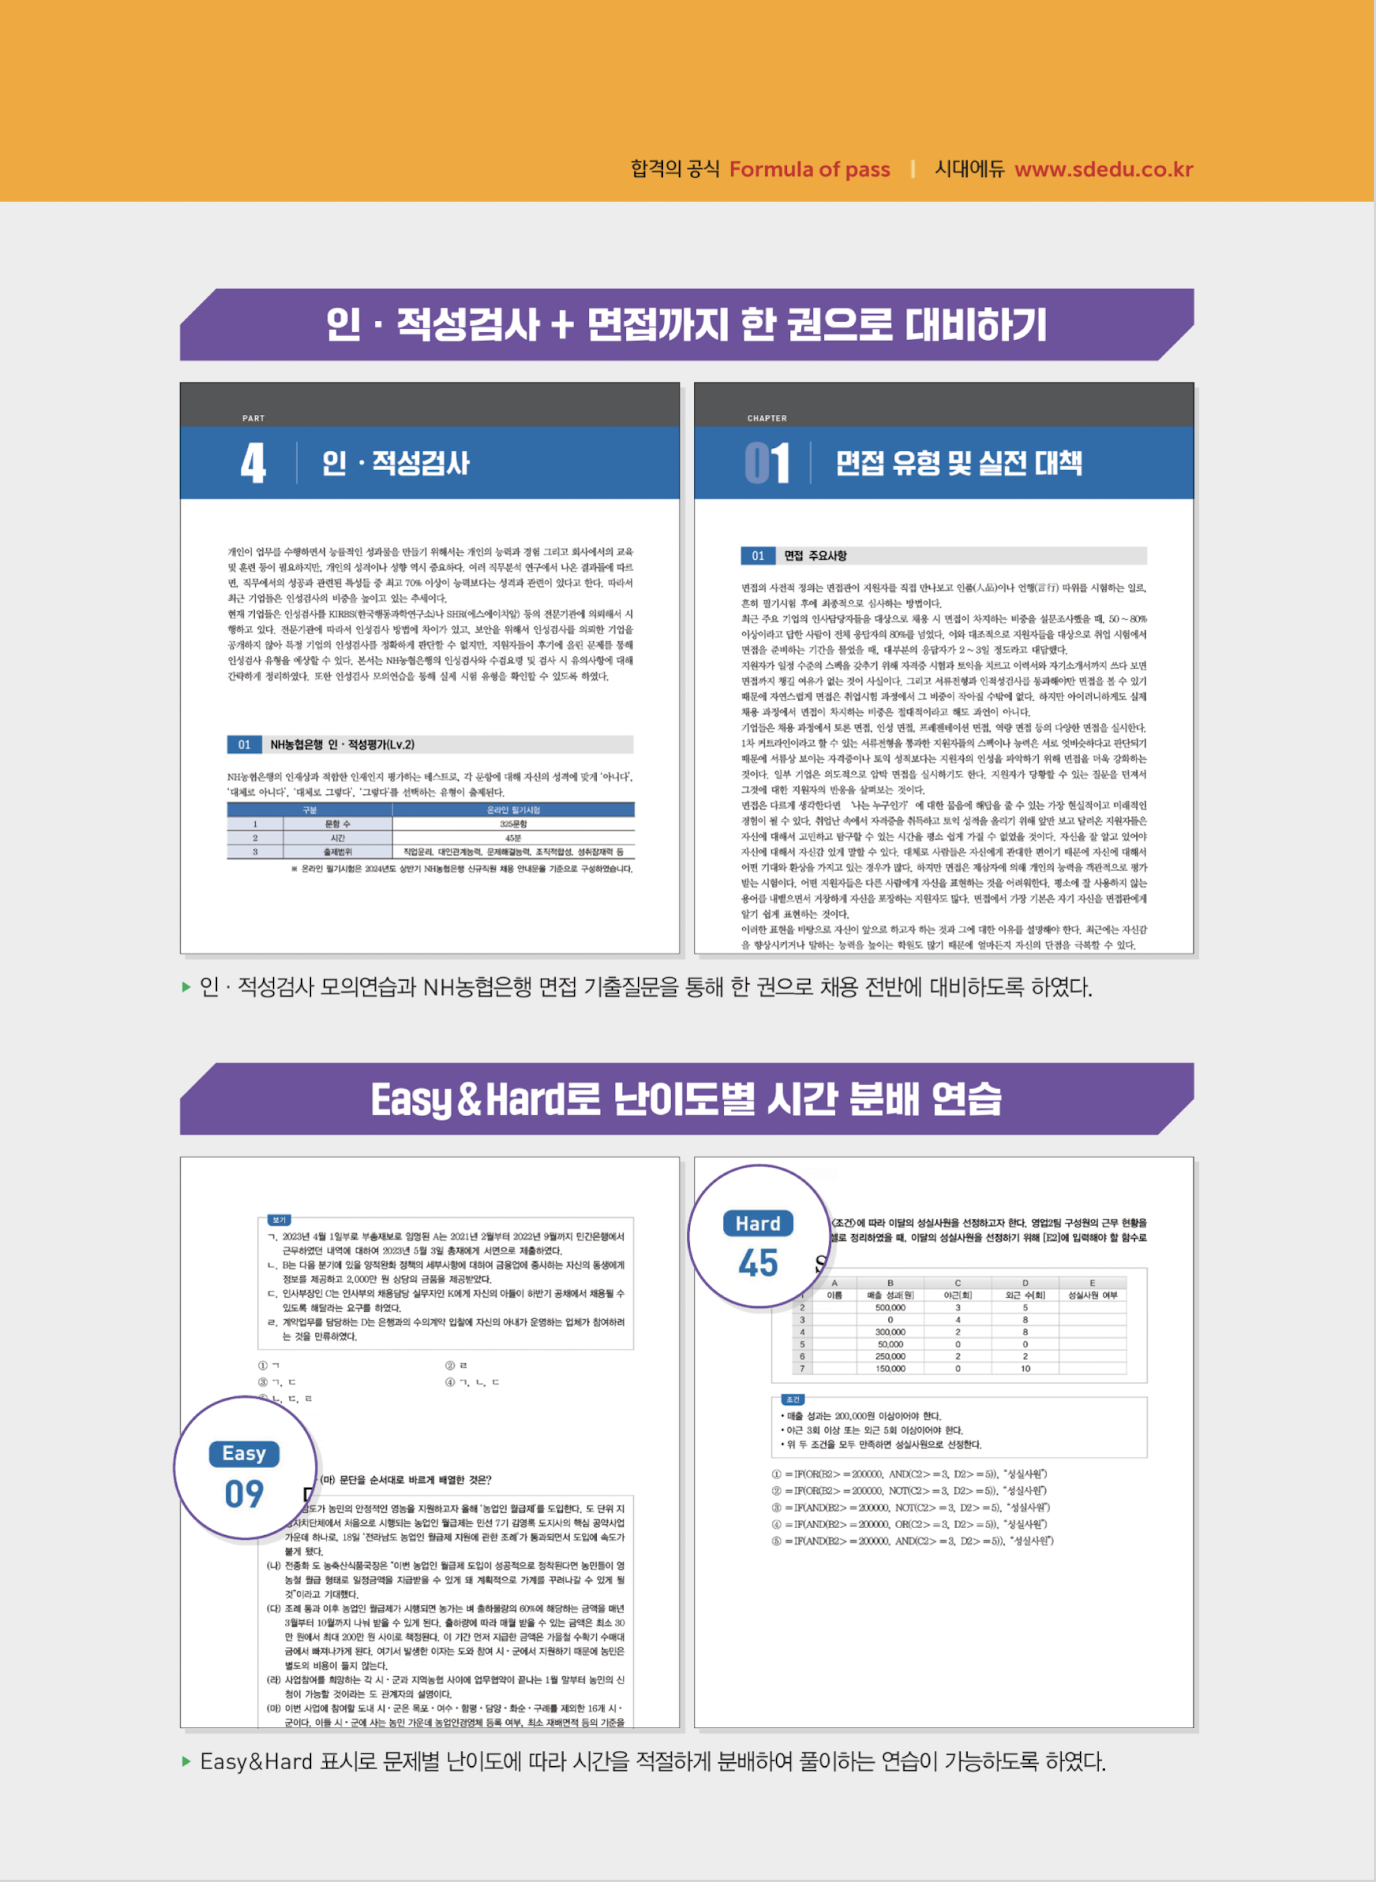 합격의 공식 Formula of pass | 시대에듀 www.sdedu.co.kr
인 · 적성검사 + 면접까지 한 권으로 대비하기
PART
4 인 · 적성검사
개인이 업무를 수행하면서 능률적인 성과물을 만들기 위해서는 개인의 능력과 경험 그리고 회사에서의 교육
및 훈련 등이 필요하지만, 개인의 성격이나 성향 역시 중요하다. 여러 직무분석 연구에서 나온 결과들에 따르
면, 직무에서의 성공과 관련된 특성들 중 최고 70% 이상이 능력보다는 성격과 관련이 있다고 한다. 따라서
최근 기업들은 인성검사의 비중을 높이고 있는 추세이다.
현재 기업들은 인성검사를 KIRBS(한국행동과학연구소)나 SHR(에스에이치알) 등의 전문기관에 의뢰해서 시
행하고 있다. 전문기관에 따라서 인성검사 방법에 차이가 있고, 보안을 위해서 인성검사를 의뢰한 기업을
공개하지 않아 특정 기업의 인성검사를 정확하게 판단할 수 없지만, 지원자들이 후기에 올린 문제를 통해
인성검사 유형을 예상할 수 있다. 본서는 NH농협은행의 인성검사와 수검요령 및 검사 시 유의사항에 대해
간략하게 정리하였다. 또한 인성검사 모의연습을 통해 실제 시험 유형을 확인할 수 있도록 하였다.
01 NH농협은행 인 · 적성평가(Lv.2)
NH농협은행의 인재상과 적합한 인재인지 평가하는 테스트로, 각 문항에 대해 자신의 성격에 맞게 '아니다',
'대체로 아니다', '대체로 그렇다', '그렇다'를 선택하는 유형이 출제된다.
구분 온라인 필기시험
1 문항 수 325문항
2 시간 45분
3 출제범위 직업윤리, 대인관계능력, 문제해결능력, 조직적합성, 성취잠재력 등
※ 온라인 필기시험은 2024년도 상반기 NH농협은행 신규직원 채용 안내문을 기준으로 구성하였습니다.
CHAPTER
01 면접 유형 및 실전 대책
01 면접 주요사항
면접의 사전적 정의는 면접관이 지원자를 직접 만나보고 인품(人品)이나 언행(言行) 따위를 시험하는 일로,
흔히 필기시험 후에 최종적으로 심사하는 방법이다.
최근 주요 기업의 인사담당자들을 대상으로 채용 시 면접이 차지하는 비중을 설문조사했을 때, 50~80%
이상이라고 답한 사람이 전체 응답자의 80%를 넘었다. 이와 대조적으로 지원자들을 대상으로 취업 시험에서
면접을 준비하는 기간을 물었을 때, 대부분의 응답자가 2~3일 정도라고 대답했다.
지원자가 일정 수준의 스펙을 갖추기 위해 자격증 시험과 토익을 치르고 이력서와 자기소개서까지 쓰다 보면
면접까지 챙길 여유가 없는 것이 사실이다. 그리고 서류전형과 인적성검사를 통과해야만 면접을 볼 수 있기
때문에 자연스럽게 면접은 취업시험 과정에서 그 비중이 작아질 수밖에 없다. 하지만 아이러니하게도 실제
채용 과정에서 면접이 차지하는 비중은 절대적이라고 해도 과언이 아니다.
기업들은 채용 과정에서 토론 면접, 인성 면접, 프레젠테이션 면접, 역량 면접 등의 다양한 면접을 실시한다.
1차 커트라인이라고 할 수 있는 서류전형을 통과한 지원자들의 스펙이나 능력은 서로 엇비슷하다고 판단되기
때문에 서류상 보이는 자격증이나 토익 성적보다는 지원자의 인성을 파악하기 위해 면접을 더욱 강화하는
것이다. 일부 기업은 의도적으로 압박 면접을 실시하기도 한다. 지원자가 당황할 수 있는 질문을 던져서
그것에 대한 지원자의 반응을 살펴보는 것이다.
면접은 다르게 생각한다면 '나는 누구인가'에 대한 물음에 해답을 줄 수 있는 가장 현실적이고 미래적인
경험이 될 수 있다. 취업난 속에서 자격증을 취득하고 토익 성적을 올리기 위해 앞만 보고 달려온 지원자들은
자신에 대해서 고민하고 탐구할 수 있는 시간을 평소 쉽게 가질 수 없었을 것이다. 자신을 잘 알고 있어야
자신에 대해서 자신감 있게 말할 수 있다. 대체로 사람들은 자신에게 관대한 편이기 때문에 자신에 대해서
어떤 기대와 환상을 가지고 있는 경우가 많다. 하지만 면접은 제삼자에 의해 개인의 능력을 객관적으로 평가
받는 시험이다. 어떤 지원자들은 다른 사람에게 자신을 표현하는 것을 어려워한다. 평소에 잘 사용하지 않는
용어를 내뱉으면서 거창하게 자신을 포장하는 지원자도 많다. 면접에서 가장 기본은 자기 자신을 면접관에게
알기 쉽게 표현하는 것이다.
이러한 표현을 바탕으로 자신이 앞으로 하고자 하는 것과 그에 대한 이유를 설명해야 한다. 최근에는 자신감
을 향상시키거나 말하는 능력을 높이는 학원도 많기 때문에 얼마든지 자신의 단점을 극복할 수 있다.
▶ 인 · 적성검사 모의연습과 NH농협은행 면접 기출질문을 통해 한 권으로 채용 전반에 대비하도록 하였다.
Easy&Hard로 난이도별 시간 분배 연습
보기
ㄱ. 2023년 4월 1일부로 부총재보로 임명된 A는 2021년 2월부터 2022년 9월까지 민간은행에서
근무하였던 내역에 대하여 2023년 5월 3일 총재에게 서면으로 제출하였다.
ㄴ. B는 다음 분기에 있을 양적완화 정책의 세부사항에 대하여 금융업에 종사하는 자신의 동생에게
정보를 제공하고 2,000만 원 상당의 금품을 제공받았다.
ㄷ. 인사부장인 C는 인사부의 채용담당 실무자인 K에게 자신의 아들이 하반기 공채에서 채용될 수
있도록 해달라는 요구를 하였다.
ㄹ. 계약업무를 담당하는 D는 은행과의 수의계약 입찰에 자신의 아내가 운영하는 업체가 참여하려
는 것을 만류하였다.
① ㄱ ② ㄹ
③ ㄱ, ㄷ ④ ㄱ, ㄴ, ㄷ
ㄴ, ㄷ, ㄹ
Easy
09
(마) 문단을 순서대로 바르게 배열한 것은?
도가 농민의 안정적인 영농을 지원하고자 올해 '농업인 월급제'를 도입한다. 도 단위 지
자치단체에서 처음으로 시행되는 농업인 월급제는 민선 7기 김영록 도지사의 핵심 공약사업
가운데 하나로, 18일 '전라남도 농업인 월급제 지원에 관한 조례'가 통과되면서 도입에 속도가
붙게 됐다.
(나) 전종화 도 농축산식품국장은 "이번 농업인 월급제 도입이 성공적으로 정착된다면 농민들이 영
농철 월급 형태로 일정금액을 지급받을 수 있게 돼 계획적으로 가계를 꾸려나갈 수 있게 될
것"이라고 기대했다.
(다) 조례 통과 이후 농업인 월급제가 시행되면 농가는 벼 출하물량의 60%에 해당하는 금액을 매년
3월부터 10월까지 나눠 받을 수 있게 된다. 출하량에 따라 매월 받을 수 있는 금액은 최소 30
만 원에서 최대 200만 원 사이로 책정된다. 이 기간 먼저 지급한 금액은 가을철 수확기 수매대
금에서 빠져나가게 된다. 여기서 발생한 이자는 도와 참여 시 · 군에서 지원하기 때문에 농민은
별도의 비용이 들지 않는다.
(라) 사업참여를 희망하는 각 시 · 군과 지역농협 사이에 업무협약이 끝나는 1월 말부터 농민의 신
청이 가능할 것이라는 도 관계자의 설명이다.
(마) 이번 사업에 참여할 도내 시 · 군은 목포 · 여수 · 함평 · 담양 · 화순 · 구례를 제외한 16개 시 ·
군이다. 이들 시 · 군에 사는 농민 가운데 농업인경영체 등록 여부, 최소 재배면적 등의 기준을
Hard
45
〈조건〉에 따라 이달의 성실사원을 선정하고자 한다. 영업2팀 구성원의 근무 현황을
셀로 정리하였을 때, 이달의 성실사원을 선정하기 위해 [E2]에 입력해야 할 함수로
S
A B C D E
1 이름 매출 성과[원] 야근[회] 외근 수[회] 성실사원 여부
2 500,000 3 5
3 0 4 8
4 300,000 2 8
5 50,000 0 0
6 250,000 2 2
7 150,000 0 10
조건
• 매출 성과는 200,000원 이상이어야 한다.
• 야근 3회 이상 또는 외근 5회 이상이어야 한다.
• 위 두 조건을 모두 만족하면 성실사원으로 선정한다.
① =IF(OR(B2>=200000, AND(C2>=3, D2>=5)), "성실사원")
② =IF(OR(B2>=200000, NOT(C2>=3, D2>=5)), "성실사원")
③ =IF(AND(B2>=200000, NOT(C2>=3, D2>=5), "성실사원")
④ =IF(AND(B2>=200000, OR(C2>=3, D2>=5)), "성실사원")
⑤ =IF(AND(B2>=200000, AND(C2>=3, D2>=5)), "성실사원")
▶ Easy&Hard 표시로 문제별 난이도에 따라 시간을 적절하게 분배하여 풀이하는 연습이 가능하도록 하였다.